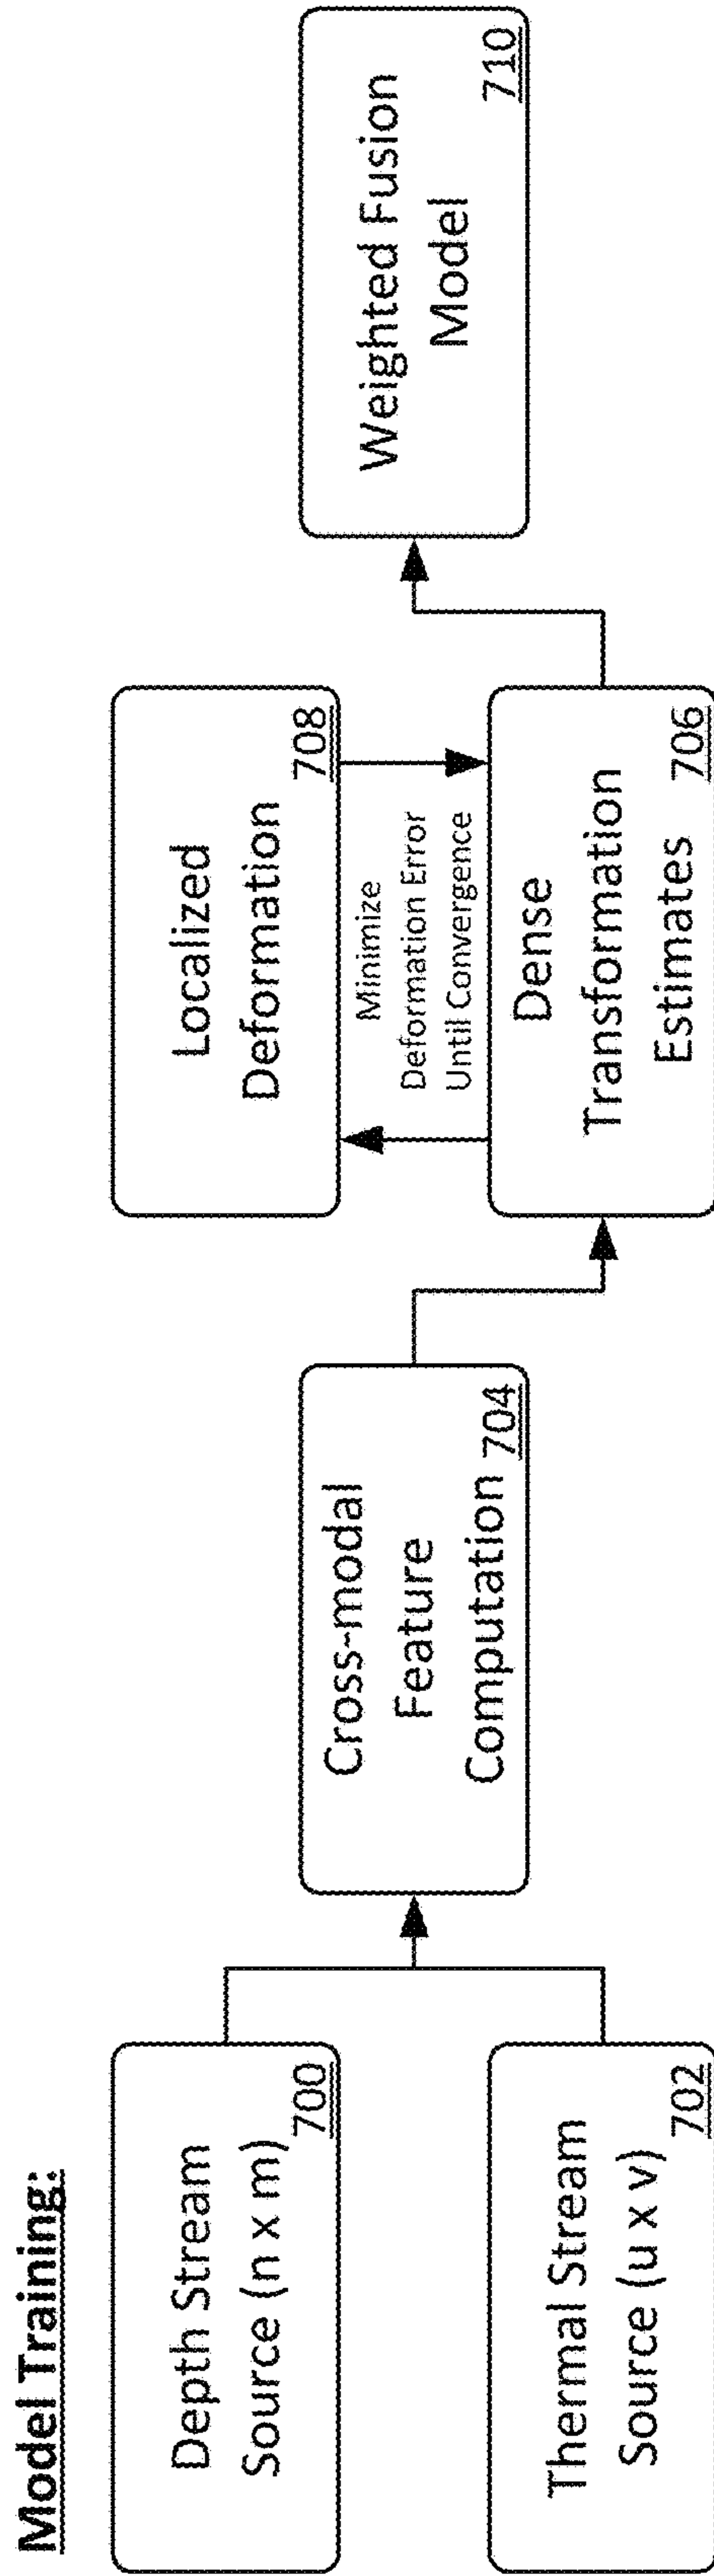 Model Training:
Depth Stream
Source (n x m)
700
Thermal Stream
Source (u x v)
702
Cross-modal
Feature
Computation 704
Localized
Deformation
708
Minimize
Deformation Error
Until Convergence
Dense
Transformation
Estimates 706
Weighted Fusion
Model
710